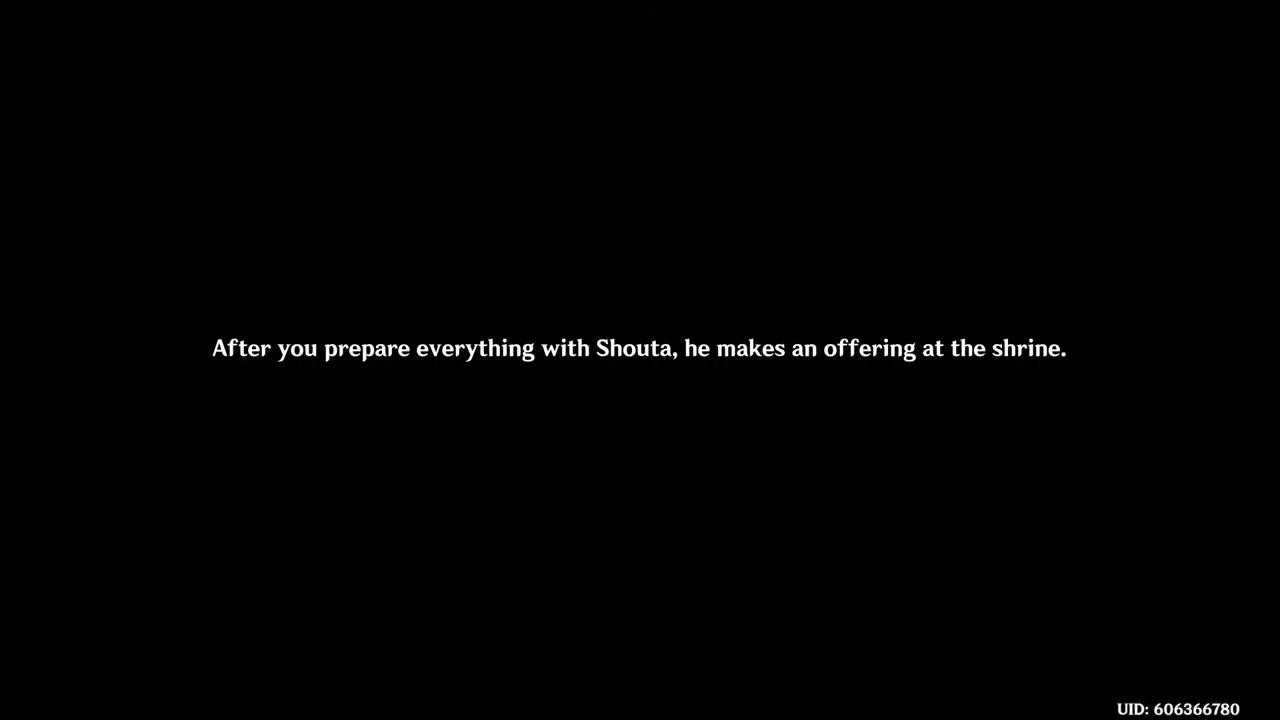 After you prepare everything with Shouta, he makes an offering at the shrine.
UID: 606366780